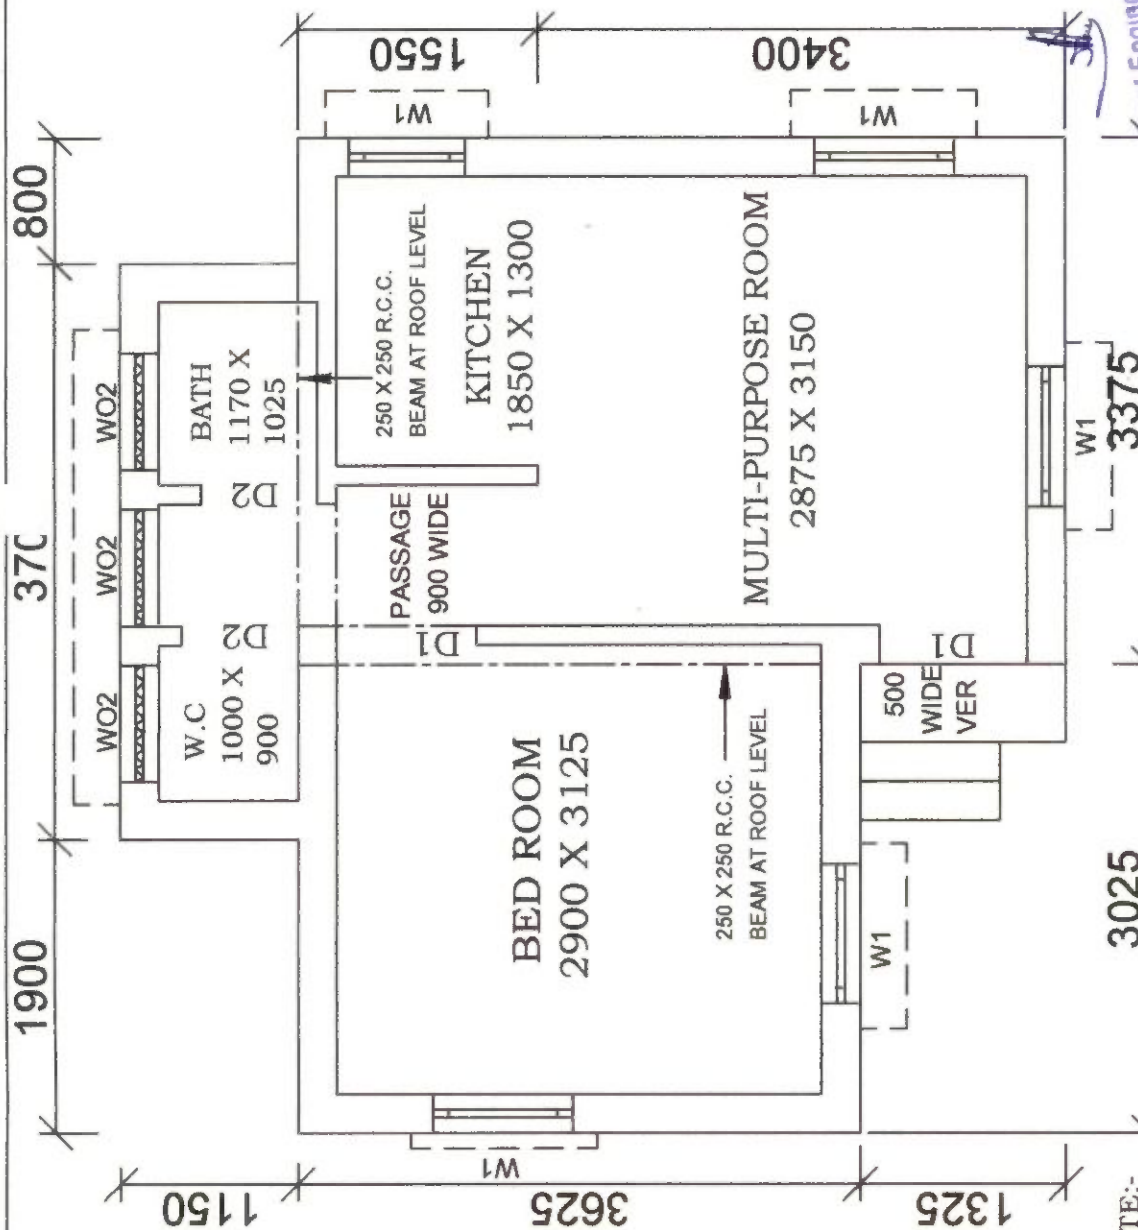 1550
3400
800
3700
1900
W1
W1
WO2
WO2
WO2
BATH
1170 X
1025
D2
D2
W.C
1000 X
900
250 X 250 R.C.C.
BEAM AT ROOF LEVEL
KITCHEN
1850 X 1300
PASSAGE
900 WIDE
MULTI-PURPOSE ROOM
2875 X 3150
D1
D1
500
WIDE
VER
BED ROOM
2900 X 3125
250 X 250 R.C.C.
BEAM AT ROOF LEVEL
W1
W1
W1
3375
3025
1150
3625
1325
TE:-